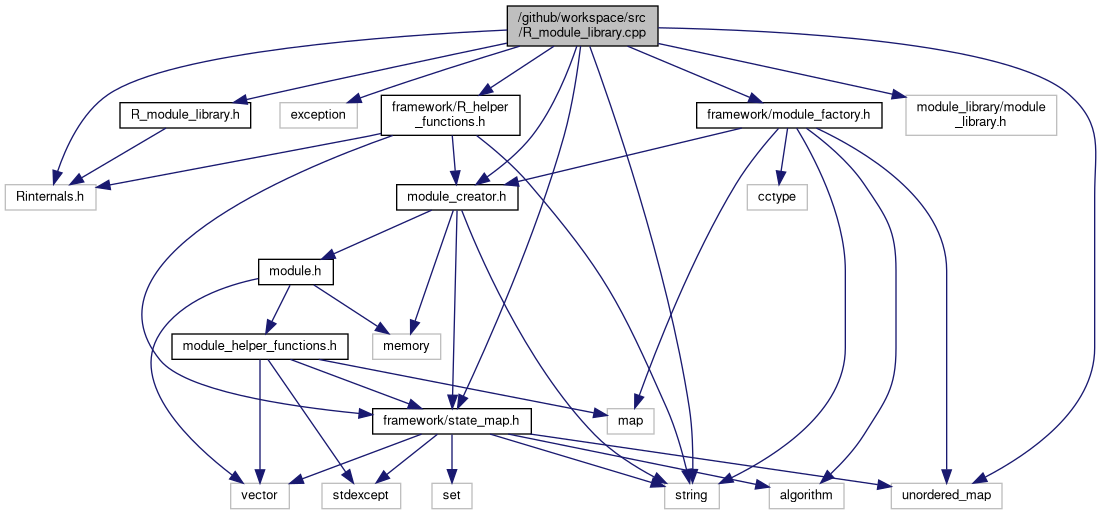 /github/workspace/src
/R_module_library.cpp
R_module_library.h
exception
framework/R_helper
_functions.h
framework/module_factory.h
module_library/module
_library.h
Rinternals.h
module_creator.h
cctype
module.h
module_helper_functions.h
memory
framework/state_map.h
map
vector
stdexcept
set
string
algorithm
unordered_map